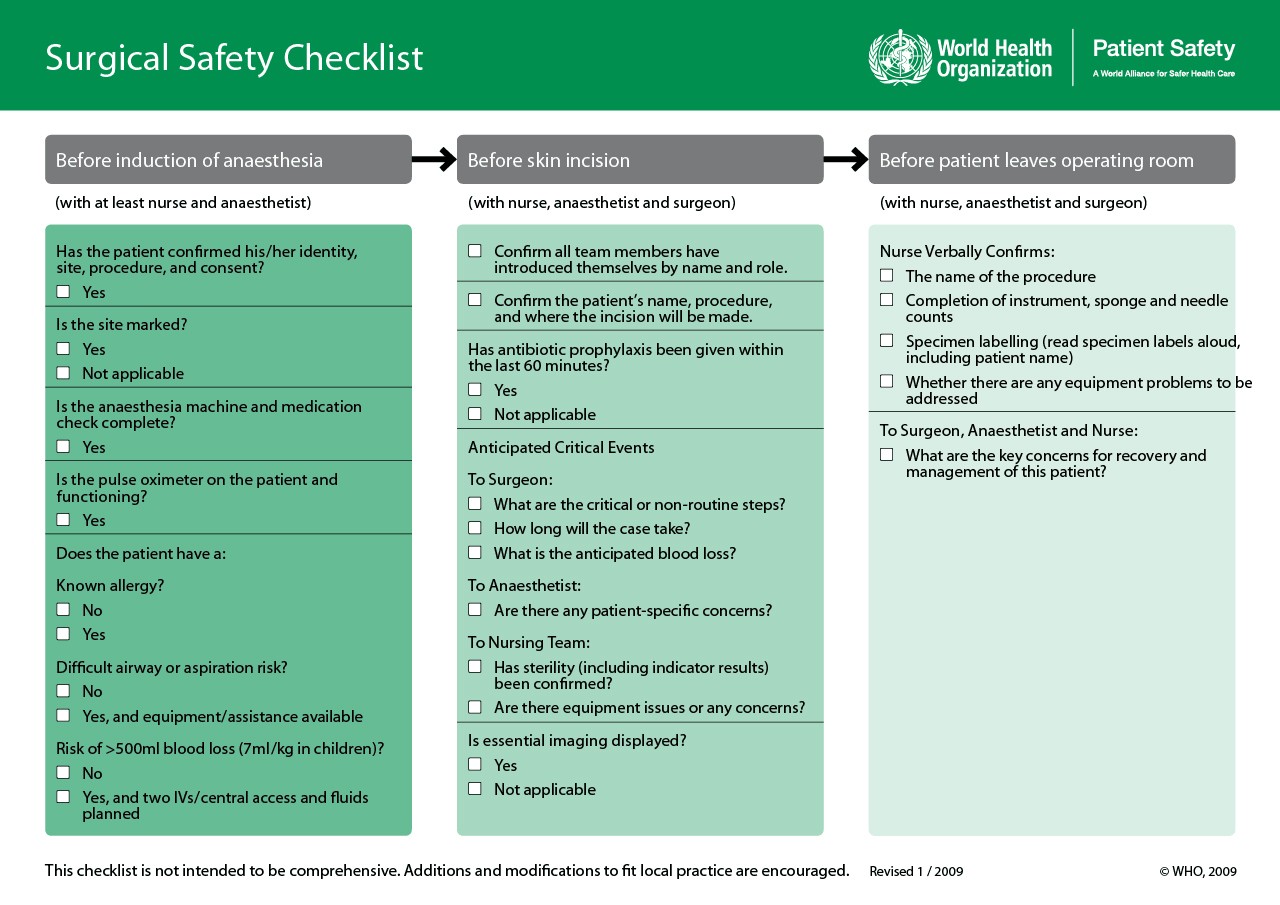 Surgical Safety Checklist
World Health
Organization
Patient Safety
A World Alliance for Safer Health Care
Before induction of anaesthesia
(with at least nurse and anaesthetist)
Has the patient confirmed his/her identity,
site, procedure, and consent?
Yes
Is the site marked?
Yes
Not applicable
Is the anaesthesia machine and medication
check complete?
Yes
Is the pulse oximeter on the patient and
functioning?
Yes
Does the patient have a:
Known allergy?
No
Yes
Difficult airway or aspiration risk?
No
Yes, and equipment/assistance available
Risk of >500ml blood loss (7ml/kg in children)?
No
Yes, and two IVs/central access and fluids
planned
Before skin incision
(with nurse, anaesthetist and surgeon)
Confirm all team members have
introduced themselves by name and role.
Confirm the patient’s name, procedure,
and where the incision will be made.
Has antibiotic prophylaxis been given within
the last 60 minutes?
Yes
Not applicable
Anticipated Critical Events
To Surgeon:
What are the critical or non-routine steps?
How long will the case take?
What is the anticipated blood loss?
To Anaesthetist:
Are there any patient-specific concerns?
To Nursing Team:
Has sterility (including indicator results)
been confirmed?
Are there equipment issues or any concerns?
Is essential imaging displayed?
Yes
Not applicable
Before patient leaves operating room
(with nurse, anaesthetist and surgeon)
Nurse Verbally Confirms:
The name of the procedure
Completion of instrument, sponge and needle
counts
Specimen labelling (read specimen labels aloud,
including patient name)
Whether there are any equipment problems to be
addressed
To Surgeon, Anaesthetist and Nurse:
What are the key concerns for recovery and
management of this patient?
This checklist is not intended to be comprehensive. Additions and modifications to fit local practice are encouraged.
Revised 1 / 2009
© WHO, 2009